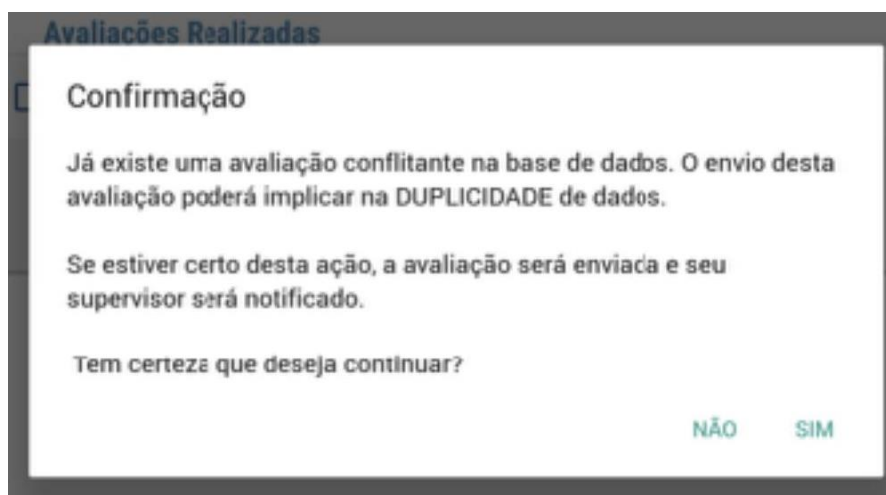 Avaliações Realizadas
Confirmação
Já existe uma avaliação conflitante na base de dados. O envio desta
avaliação poderá implicar na DUPLICIDADE de dados.
Se estiver certo desta ação, a avaliação será enviada e seu
supervisor será notificado.
Tem certeza que deseja continuar?
NÃO SIM